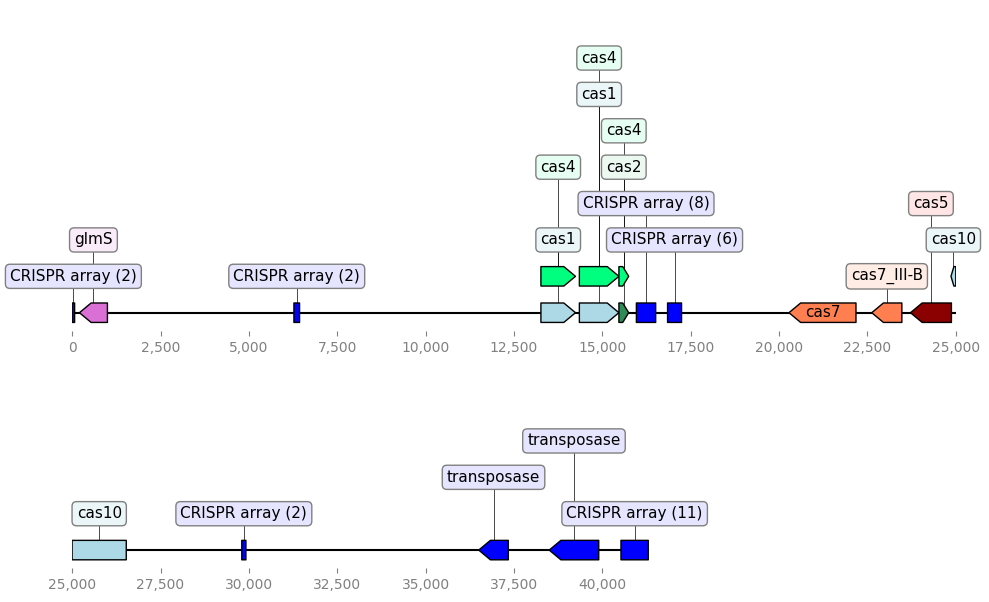 cas4
cas1
cas4
cas4
cas2
CRISPR array (8)
cas5
glmS
cas1
CRISPR array (6)
cas10
CRISPR array (2)
CRISPR array (2)
cas7_III-B
cas7
0
2,500
5,000
7,500
10,000
12,500
15,000
17,500
20,000
22,500
25,000
transposase
transposase
cas10
CRISPR array (2)
CRISPR array (11)
25,000
27,500
30,000
32,500
35,000
37,500
40,000